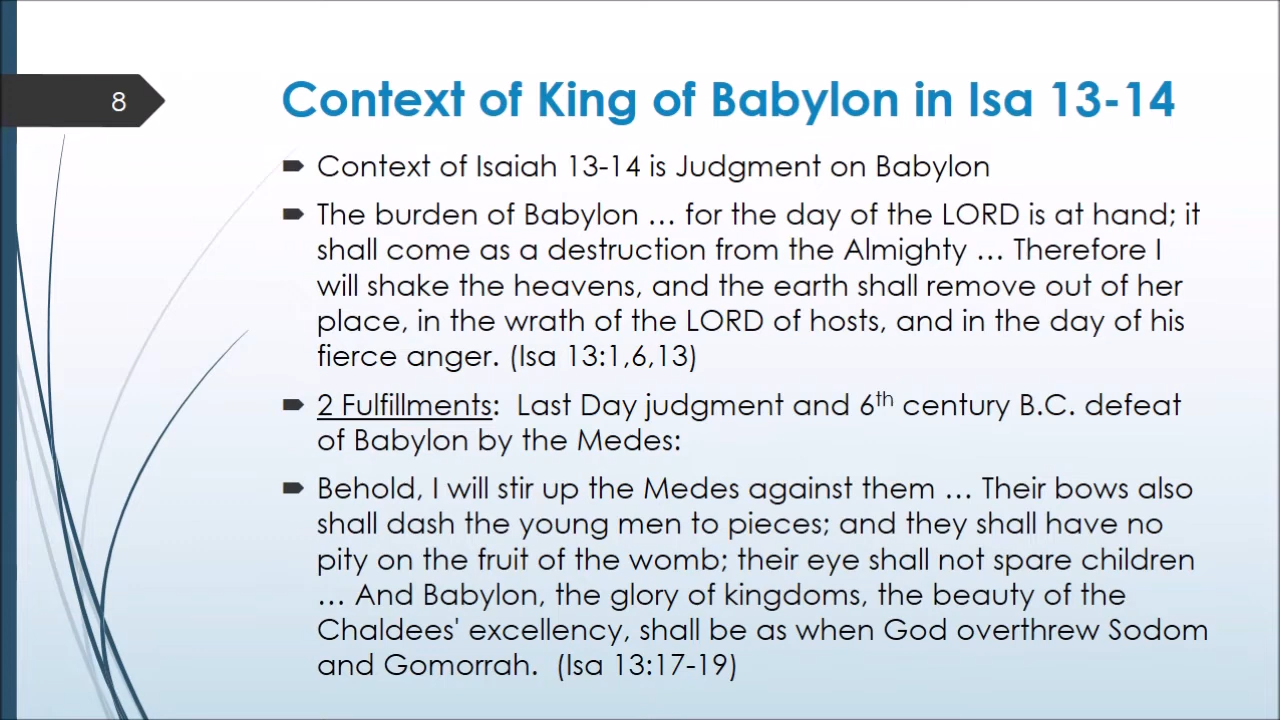 8
Context of King of Babylon in Isa 13-14
Context of Isaiah 13-14 is Judgment on Babylon
The burden of Babylon … for the day of the LORD is at hand; it
shall come as a destruction from the Almighty … Therefore I
will shake the heavens, and the earth shall remove out of her
place, in the wrath of the LORD of hosts, and in the day of his
fierce anger. (Isa 13:1,6,13)
2 Fulfillments:  Last Day judgment and 6th century B.C. defeat
of Babylon by the Medes:
Behold, I will stir up the Medes against them … Their bows also
shall dash the young men to pieces; and they shall have no
pity on the fruit of the womb; their eye shall not spare children
… And Babylon, the glory of kingdoms, the beauty of the
Chaldees' excellency, shall be as when God overthrew Sodom
and Gomorrah.  (Isa 13:17-19)